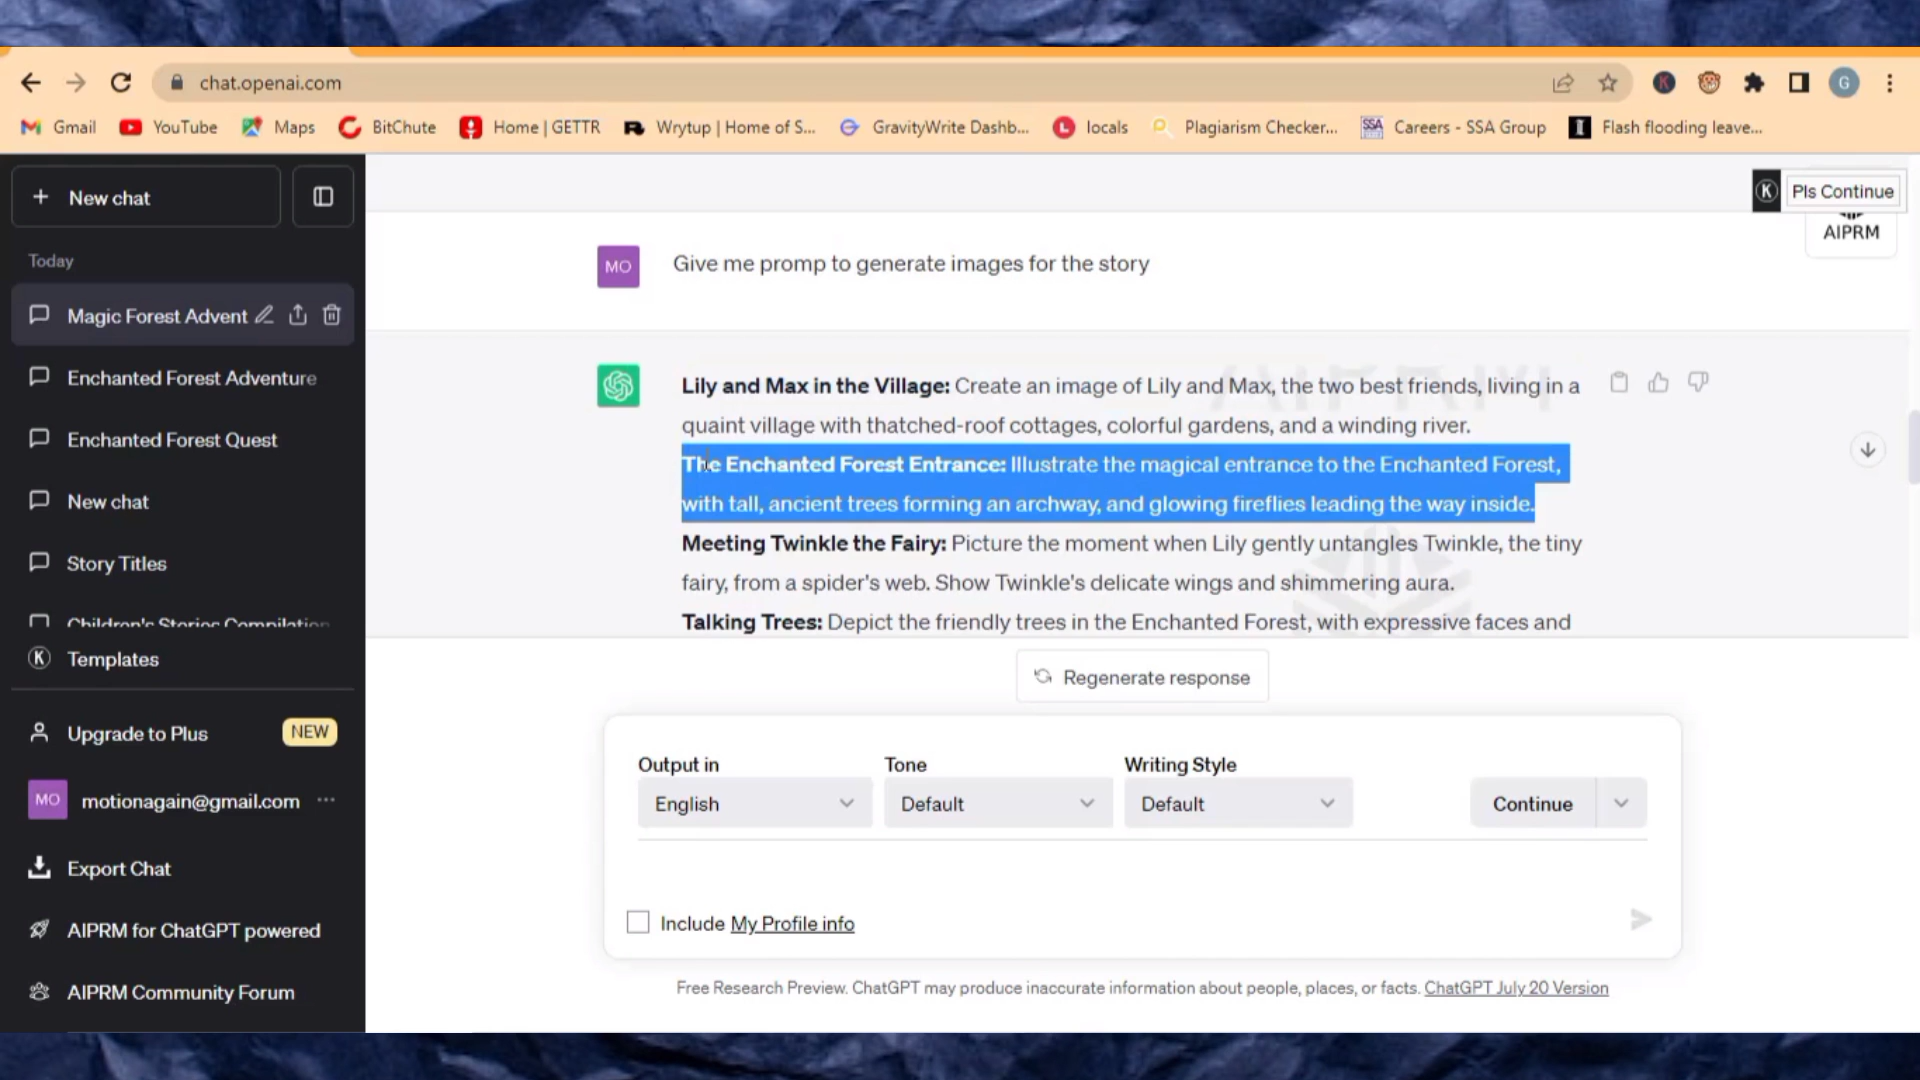 chat.openai.com
G
Gmail
YouTube
Maps
BitChute
Home | GETTR
Wrytup | Home of S...
GravityWrite Dashb...
locals
Plagiarism Checker...
SSA
Careers - SSA Group
Flash flooding leave...
New chat
K
Pls Continue
AIPRM
Today
MO
Give me promp to generate images for the story
Magic Forest Advent
Enchanted Forest Adventure
Enchanted Forest Quest
New chat
Story Titles
Children's Stories Compilation
Lily and Max in the Village: Create an image of Lily and Max, the two best friends, living in a
quaint village with thatched-roof cottages, colorful gardens, and a winding river.
The Enchanted Forest Entrance: Illustrate the magical entrance to the Enchanted Forest,
with tall, ancient trees forming an archway, and glowing fireflies leading the way inside.
Meeting Twinkle the Fairy: Picture the moment when Lily gently untangles Twinkle, the tiny
fairy, from a spider's web. Show Twinkle's delicate wings and shimmering aura.
Talking Trees: Depict the friendly trees in the Enchanted Forest, with expressive faces and
K
Templates
Regenerate response
Upgrade to Plus
NEW
MO
motionagain@gmail.com
Export Chat
AIPRM for ChatGPT powered
AIPRM Community Forum
Output in
Tone
Writing Style
English
Default
Default
Continue
Include My Profile info
Free Research Preview. ChatGPT may produce inaccurate information about people, places, or facts. ChatGPT July 20 Version